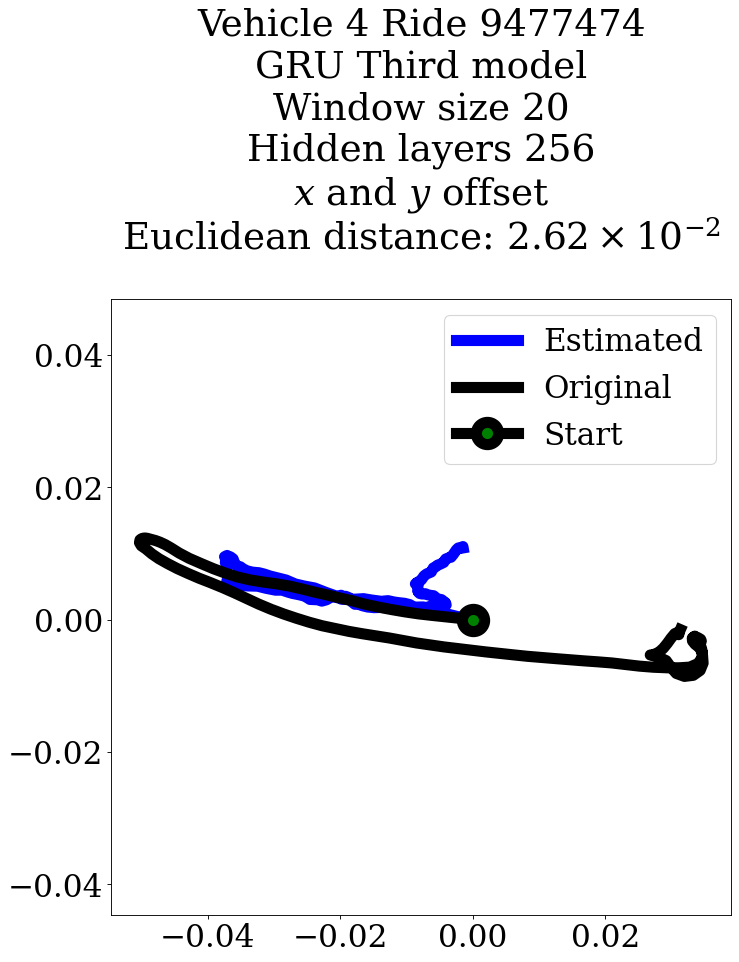 Vehicle 4 Ride 9477474
GRU Third model
Window size 20
Hidden layers 256
x and y offset
Euclidean distance: 2.62 × 10⁻²
Estimated
Original
Start
0.04
0.02
0.00
−0.02
−0.04
−0.04 −0.02 0.00 0.02